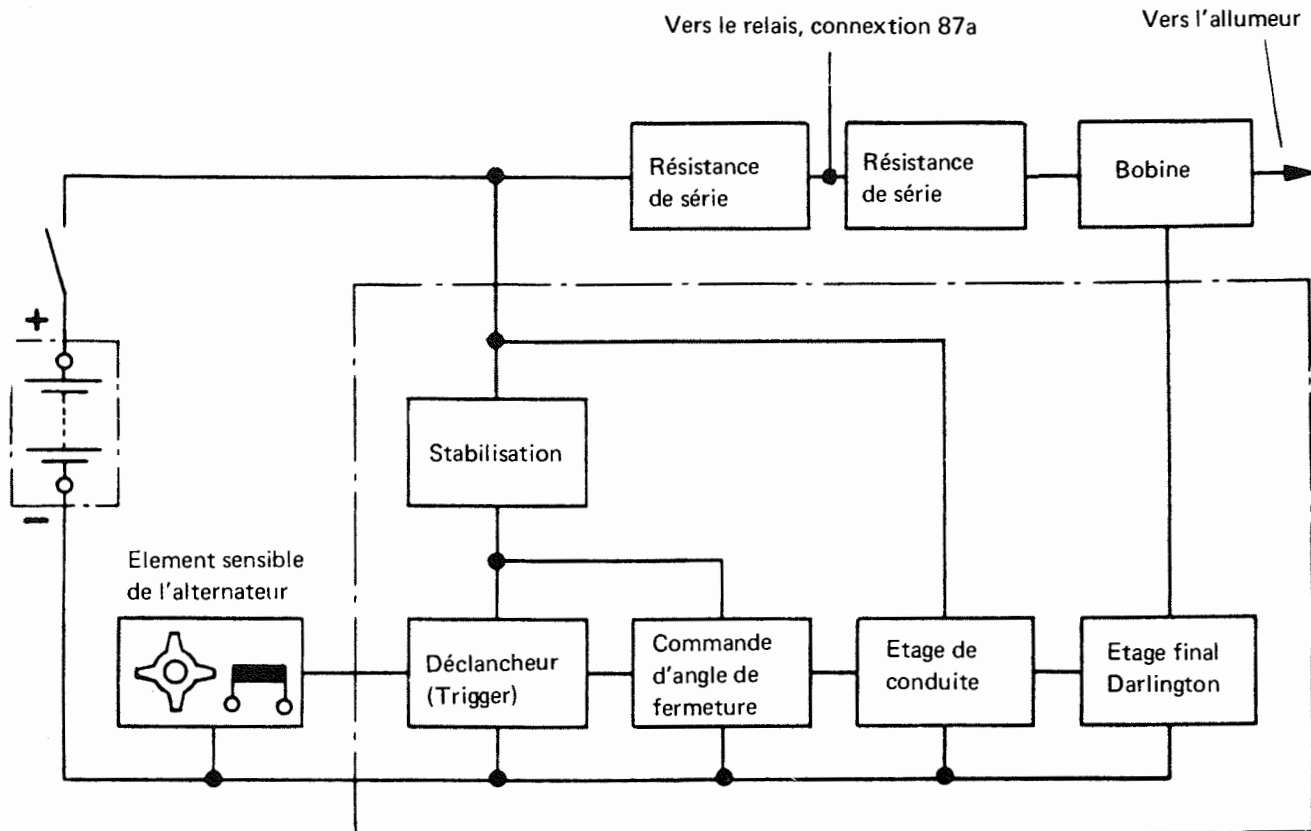 Vers le relais, connextion 87a
Vers l'allumeur
Résistance
de série
Résistance
de série
Bobine
+
Stabilisation
−
Element sensible
de l'alternateur
Déclancheur
(Trigger)
Commande
d'angle de
fermeture
Etage de
conduite
Etage final
Darlington